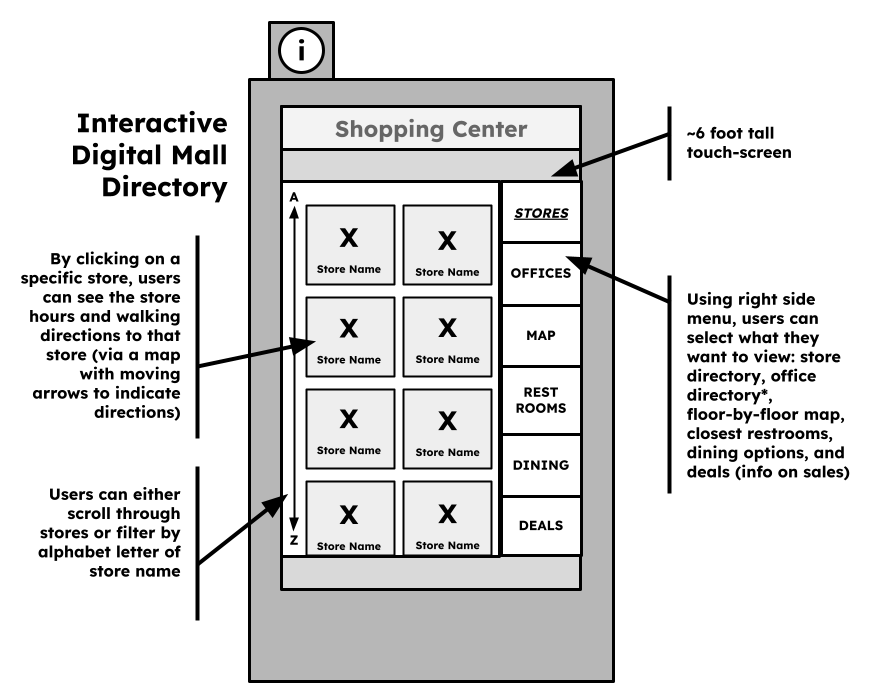 i
Interactive
Digital Mall
Directory
Shopping Center
~6 foot tall
touch-screen
By clicking on a
specific store, users
can see the store
hours and walking
directions to that
store (via a map
with moving
arrows to indicate
directions)
Users can either
scroll through
stores or filter by
alphabet letter of
store name
A
Z
X
Store Name
X
Store Name
X
Store Name
X
Store Name
X
Store Name
X
Store Name
X
Store Name
X
Store Name
STORES
OFFICES
MAP
REST
ROOMS
DINING
DEALS
Using right side
menu, users can
select what they
want to view: store
directory, office
directory*,
floor-by-floor map,
closest restrooms,
dining options, and
deals (info on sales)